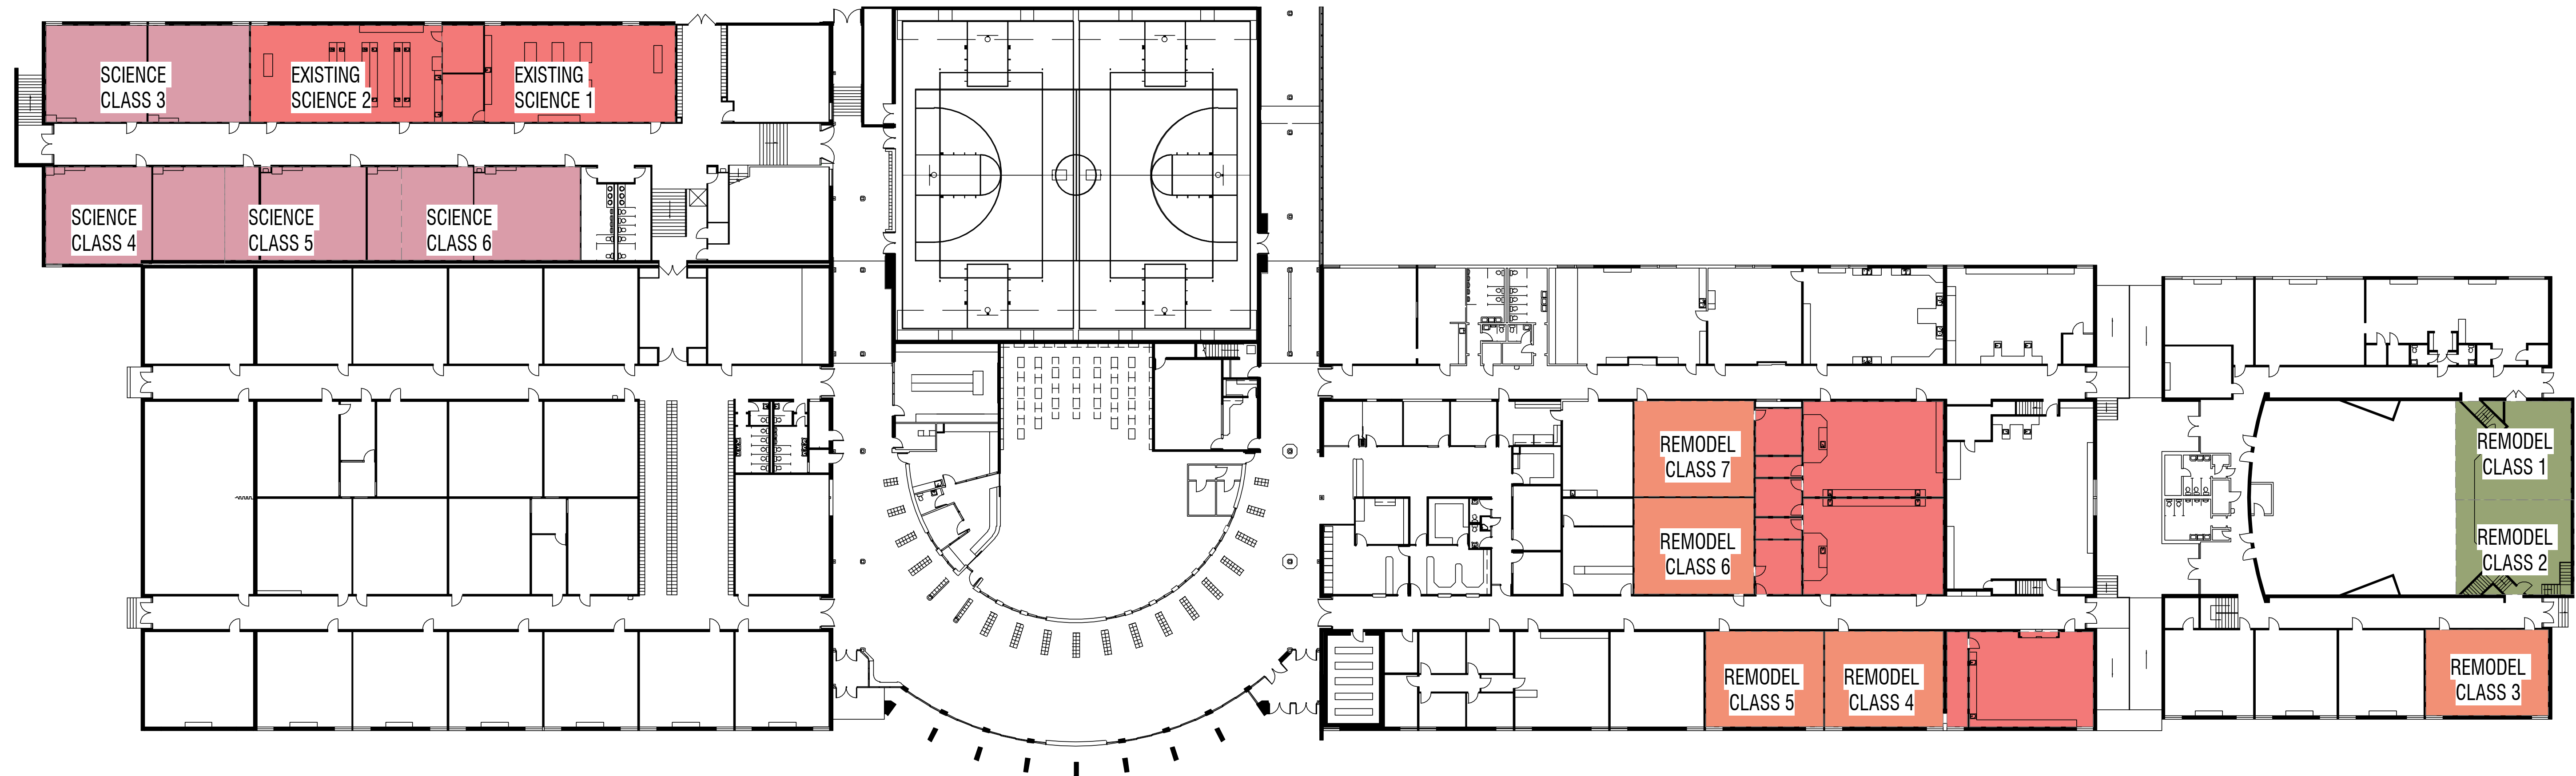 SCIENCE
CLASS 3
EXISTING
SCIENCE 2
EXISTING
SCIENCE 1
SCIENCE
CLASS 4
SCIENCE
CLASS 5
SCIENCE
CLASS 6
REMODEL
CLASS 7
REMODEL
CLASS 6
REMODEL
CLASS 1
REMODEL
CLASS 2
REMODEL
CLASS 5
REMODEL
CLASS 4
REMODEL
CLASS 3